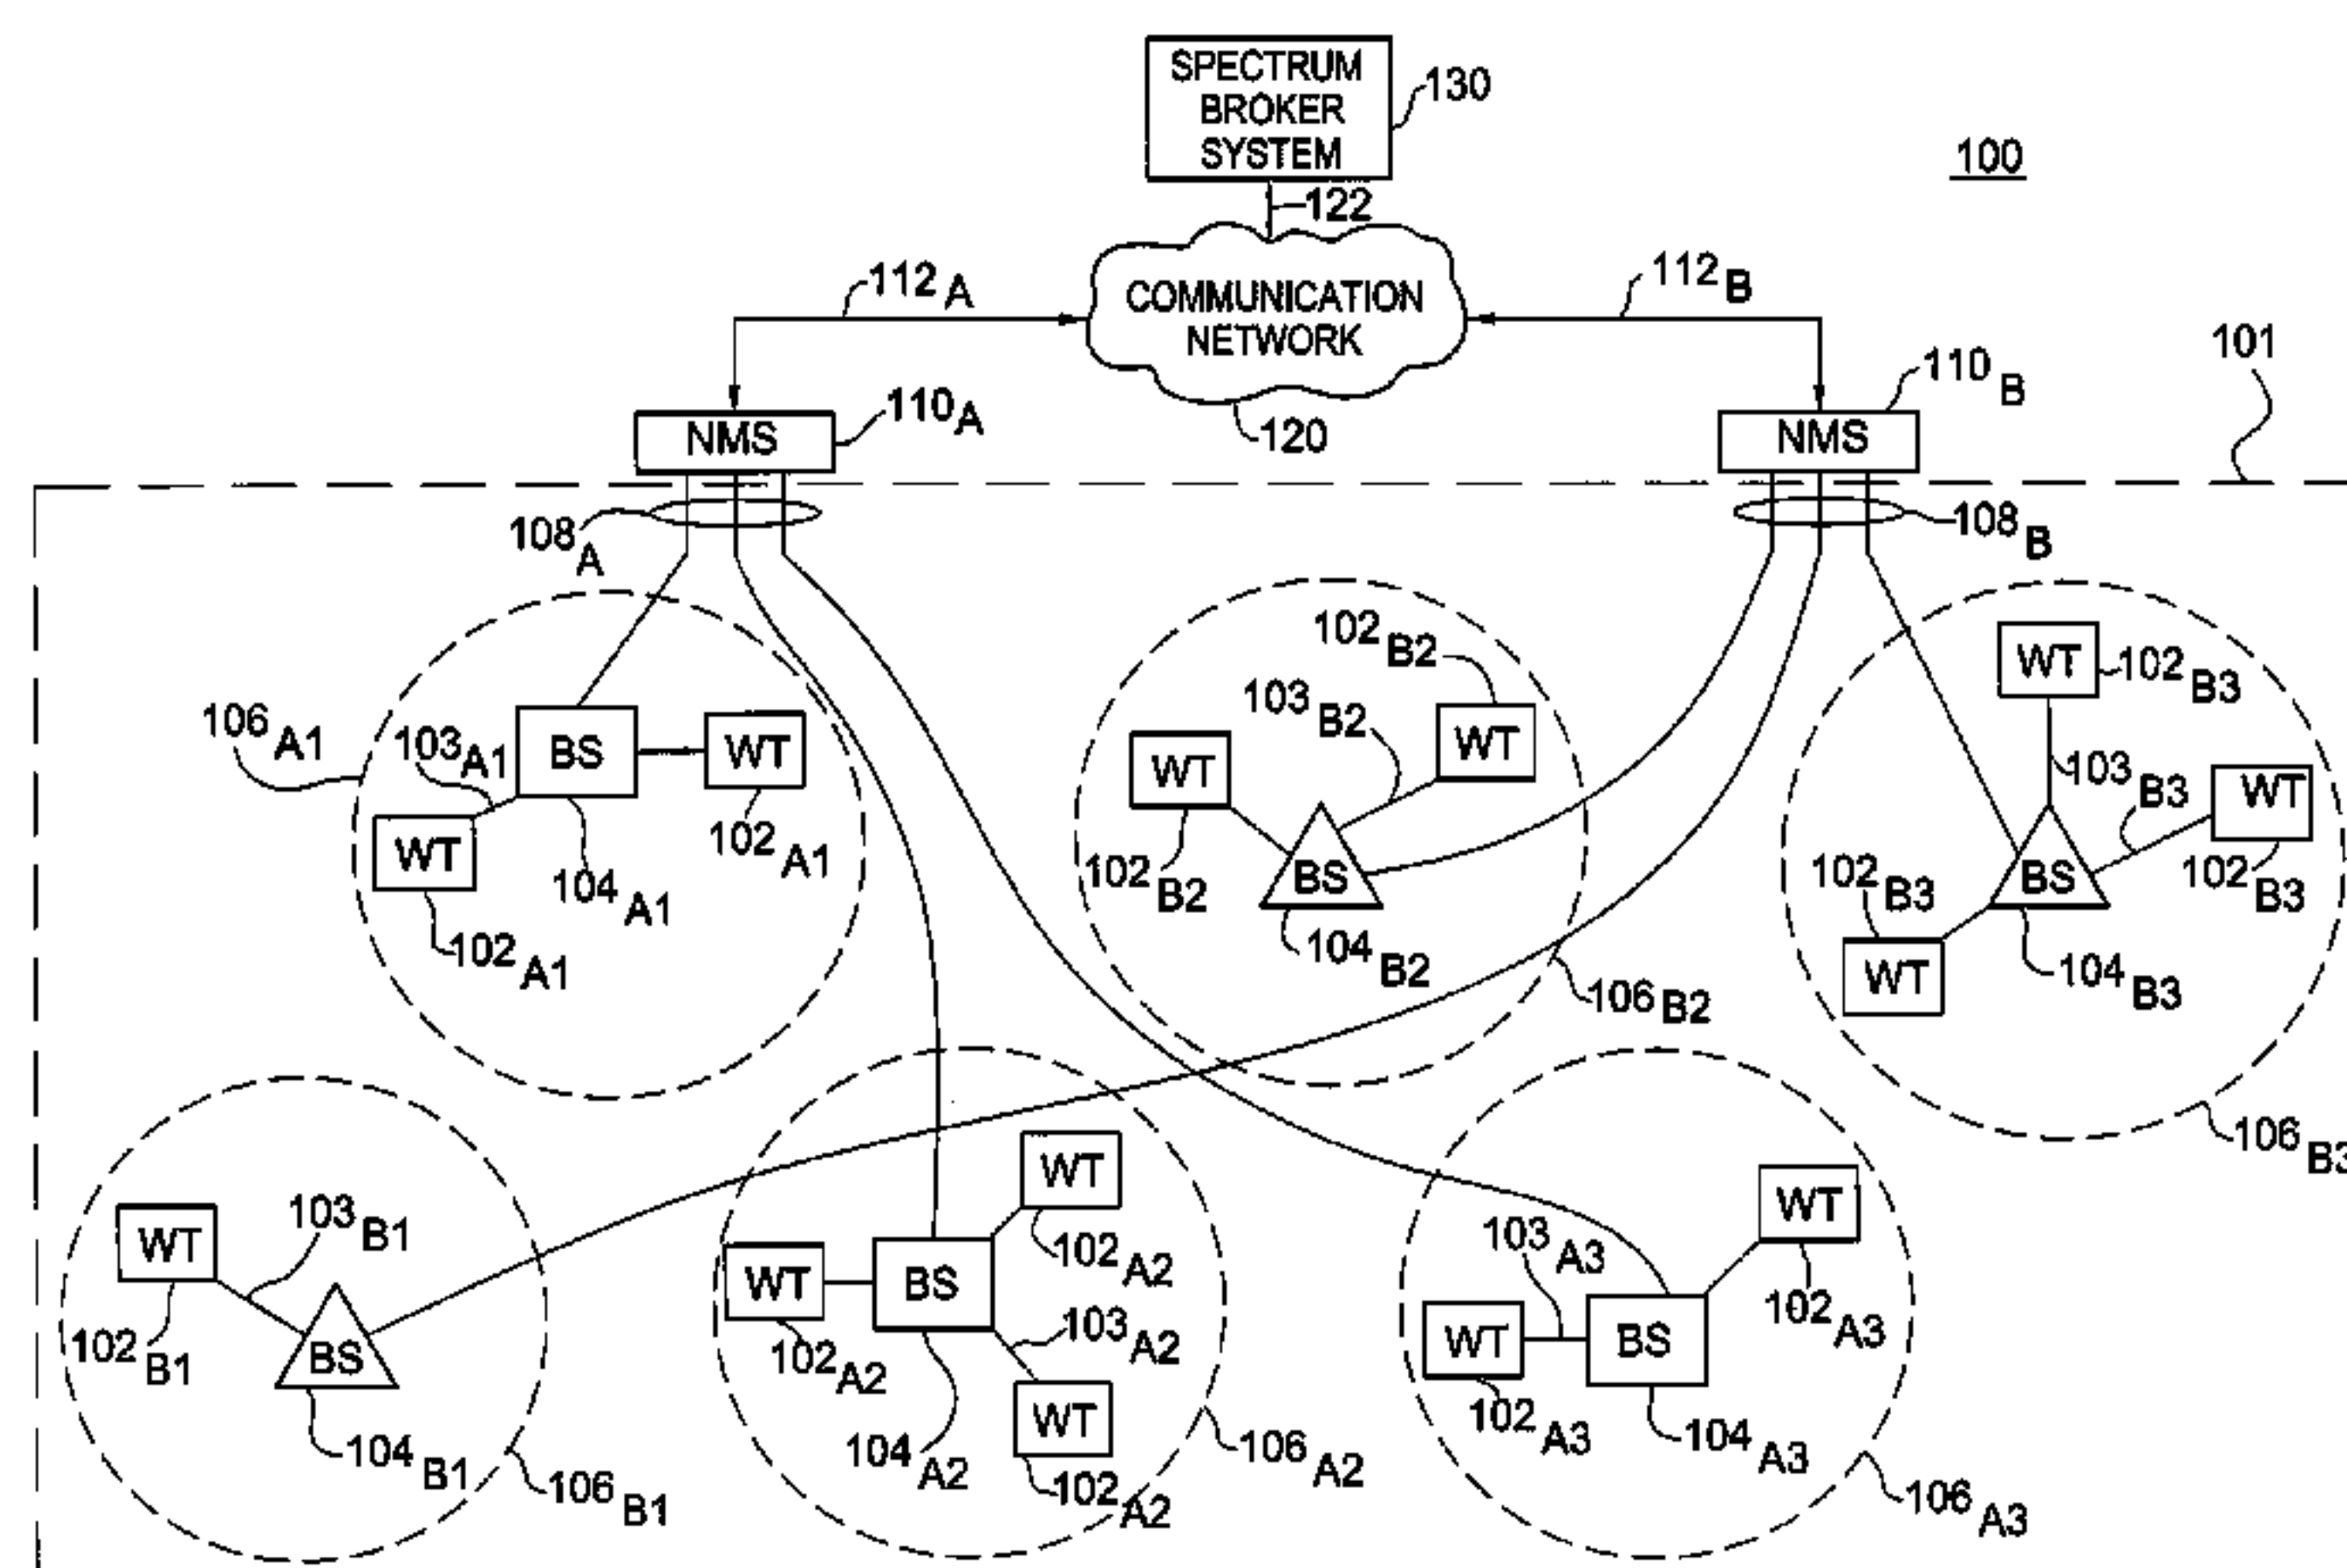 SPECTRUM
BROKER
SYSTEM
130
100
122
112A
COMMUNICATION
NETWORK
112B
101
110A
NMS
120
110B
NMS
108A
108B
106A1
103A1
BS
WT
WT
102A1
104A1
102A1
102B2
103B2
WT
WT
BS
102B2
104B2
106B2
WT
102B3
103B3
B3
WT
102B3
BS
102B3
WT
104B3
106B3
WT
103B1
102B1
BS
104B1
106B1
WT
102A2
WT
BS
102A2
103A2
WT
104A2
102A2
106A2
WT
103A3
102A3
WT
BS
102A3
104A3
106A3